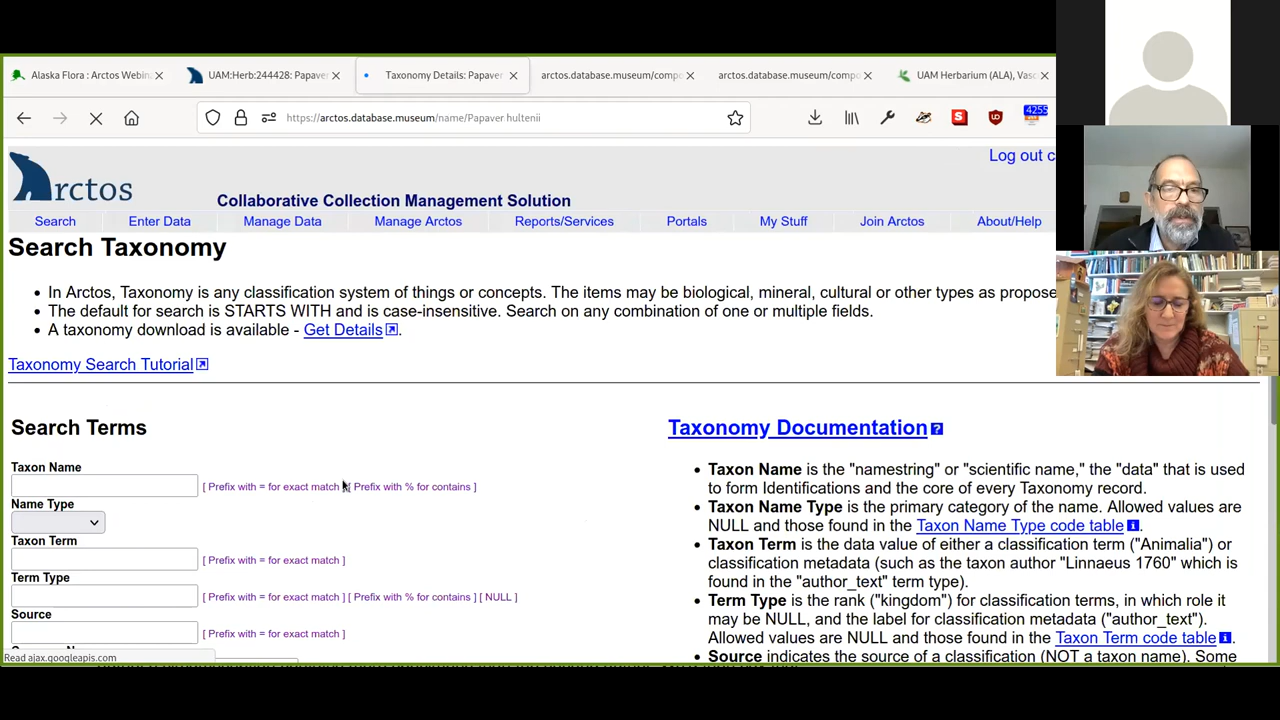 Alaska Flora : Arctos Webin
UAM:Herb:244428: Papaver
Taxonomy Details: Papaver
arctos.database.museum/compo
arctos.database.museum/compo
UAM Herbarium (ALA), Vasc
https://arctos.database.museum/name/Papaver hultenii
4255
Arctos
Log out c
Collaborative Collection Management Solution
Search Enter Data Manage Data Manage Arctos Reports/Services Portals My Stuff Join Arctos About/Help
Search Taxonomy
• In Arctos, Taxonomy is any classification system of things or concepts. The items may be biological, mineral, cultural or other types as propose
• The default for search is STARTS WITH and is case-insensitive. Search on any combination of one or multiple fields.
• A taxonomy download is available - Get Details.
Taxonomy Search Tutorial
Search Terms
Taxon Name
[ Prefix with = for exact match ] [ Prefix with % for contains ]
Name Type
Taxon Term
[ Prefix with = for exact match ]
Term Type
[ Prefix with = for exact match ] [ Prefix with % for contains ] [ NULL ]
Source
[ Prefix with = for exact match ]
Read ajax.googleapis.com
Taxonomy Documentation
• Taxon Name is the "namestring" or "scientific name," the "data" that is used
to form Identifications and the core of every Taxonomy record.
• Taxon Name Type is the primary category of the name. Allowed values are
NULL and those found in the Taxon Name Type code table.
• Taxon Term is the data value of either a classification term ("Animalia") or
classification metadata (such as the taxon author "Linnaeus 1760" which is
found in the "author_text" term type).
• Term Type is the rank ("kingdom") for classification terms, in which role it
may be NULL, and the label for classification metadata ("author_text").
Allowed values are NULL and those found in the Taxon Term code table.
• Source indicates the source of a classification (NOT a taxon name). Some